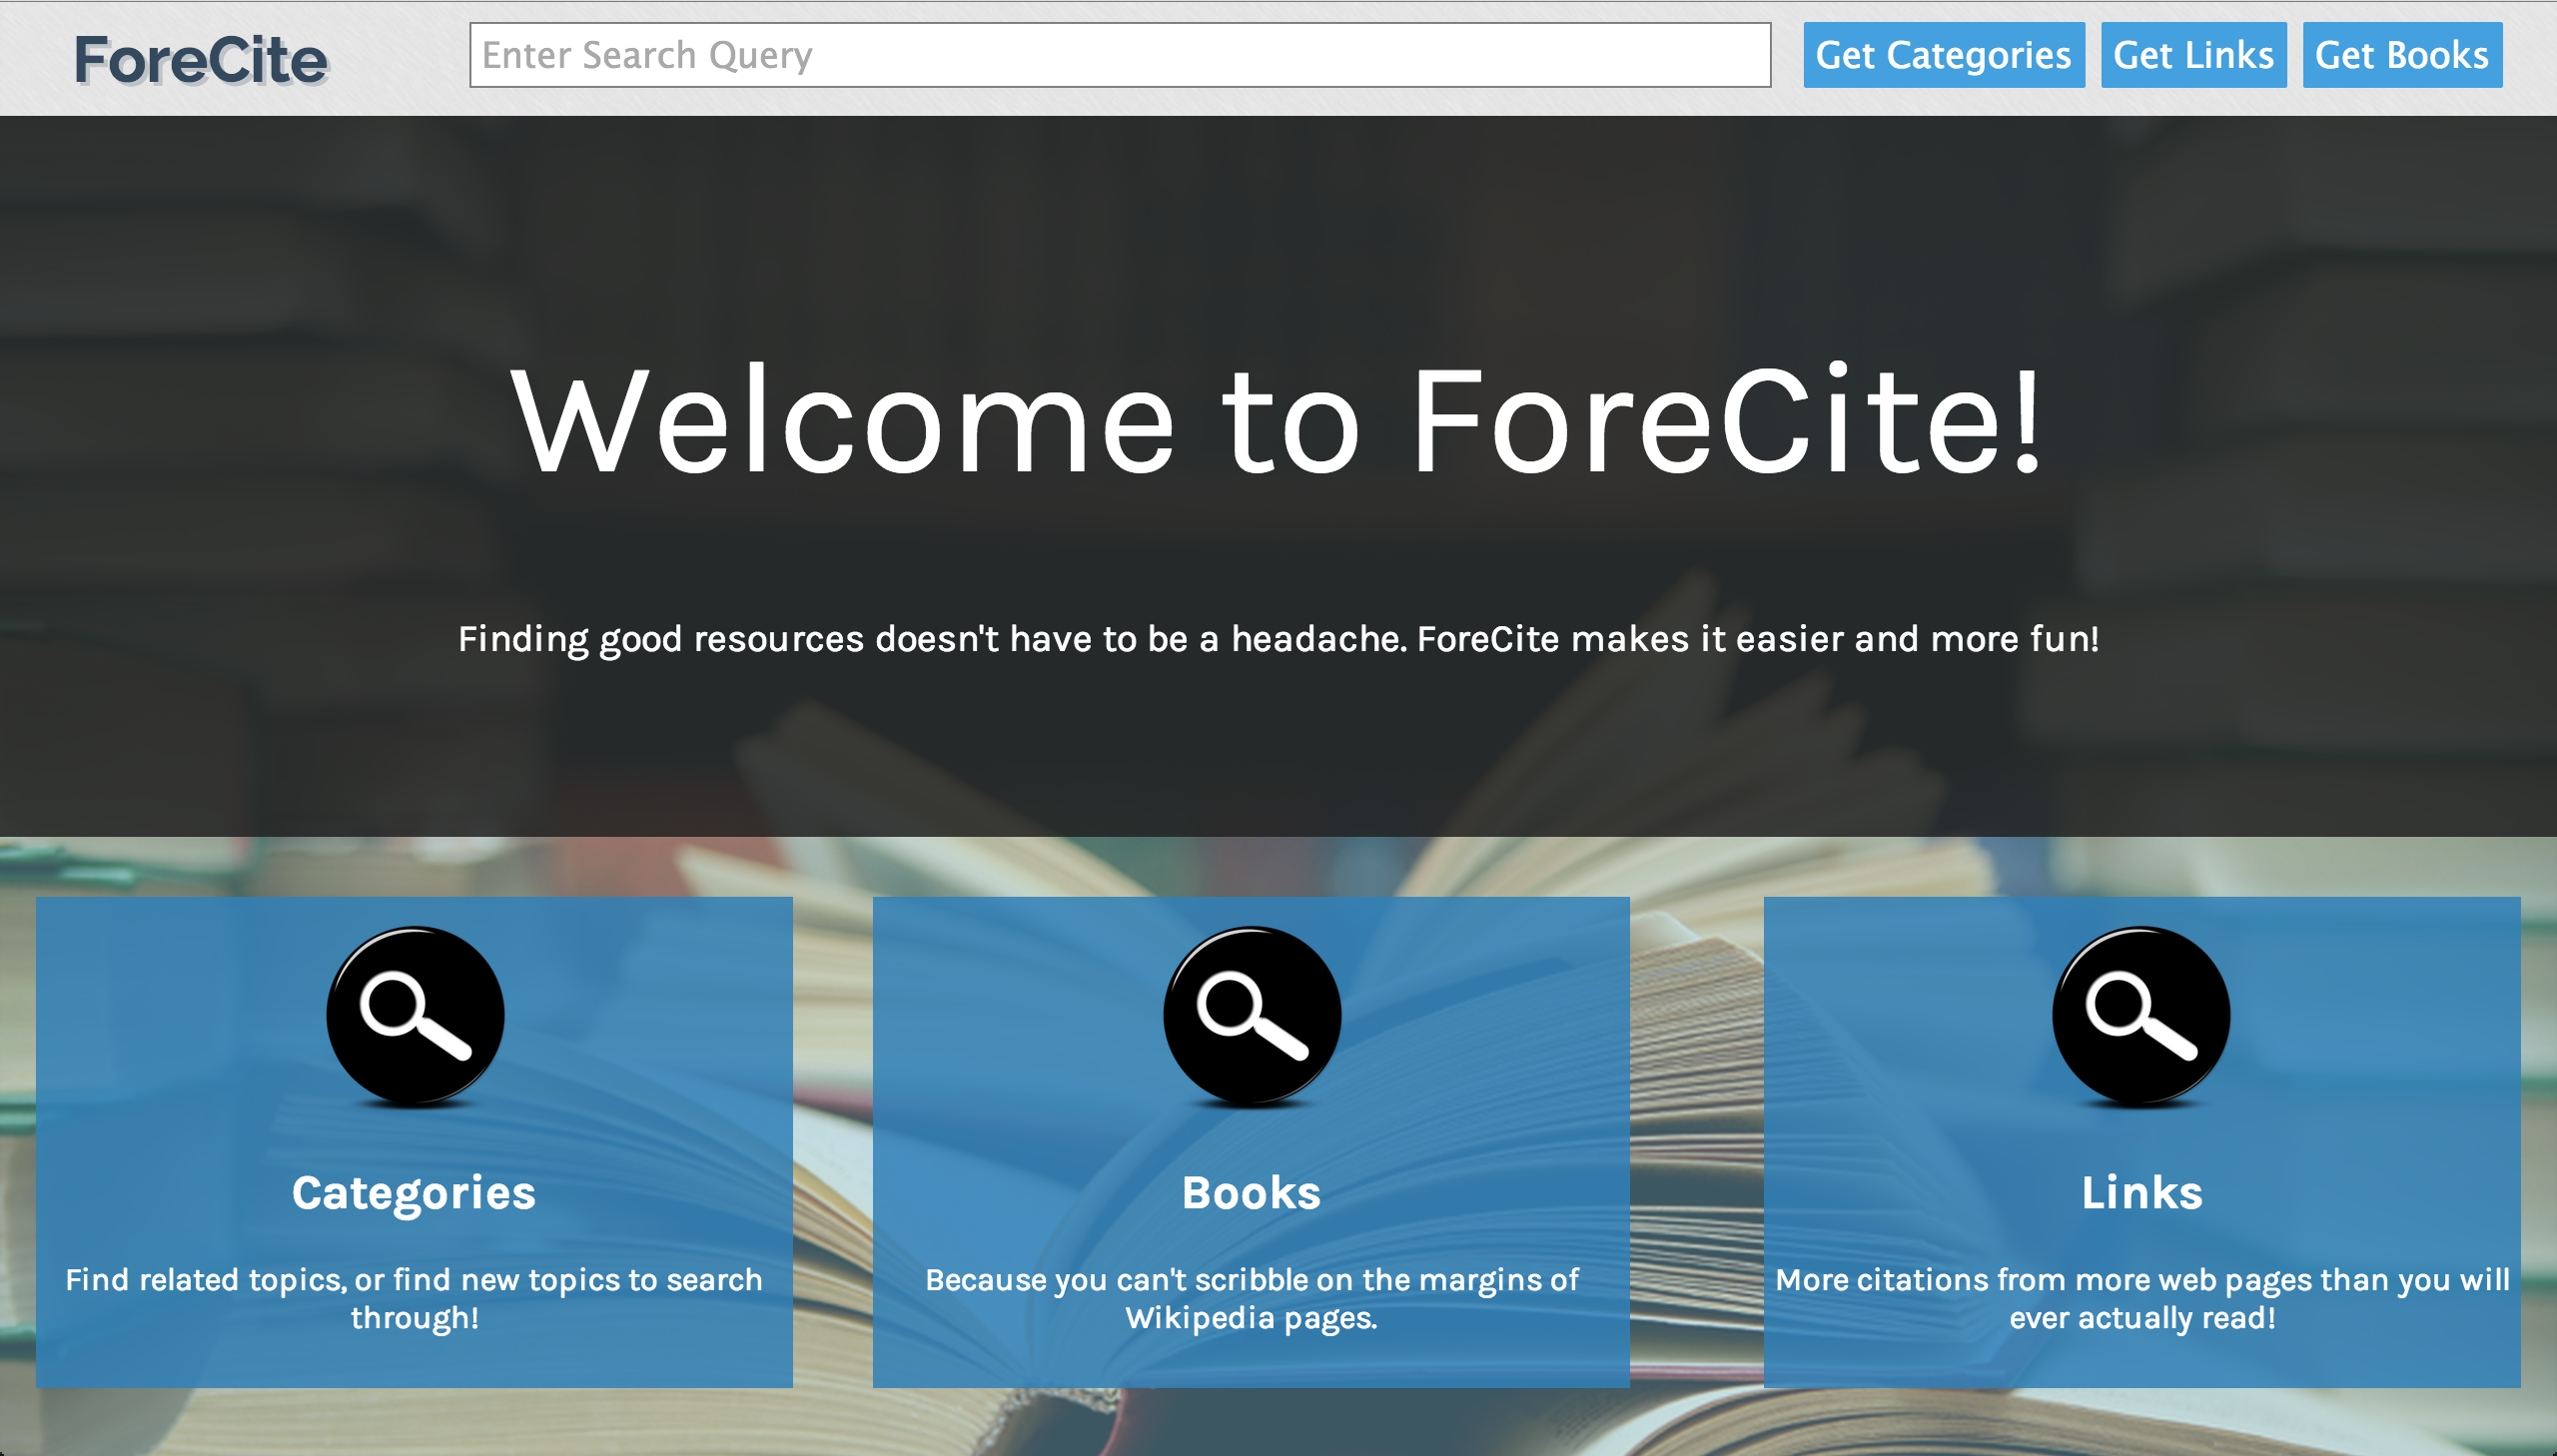 ForeCite
Enter Search Query
Get Categories
Get Links
Get Books
Welcome to ForeCite!
Finding good resources doesn't have to be a headache. ForeCite makes it easier and more fun!
Categories
Find related topics, or find new topics to search
through!
Books
Because you can't scribble on the margins of
Wikipedia pages.
Links
More citations from more web pages than you will
ever actually read!